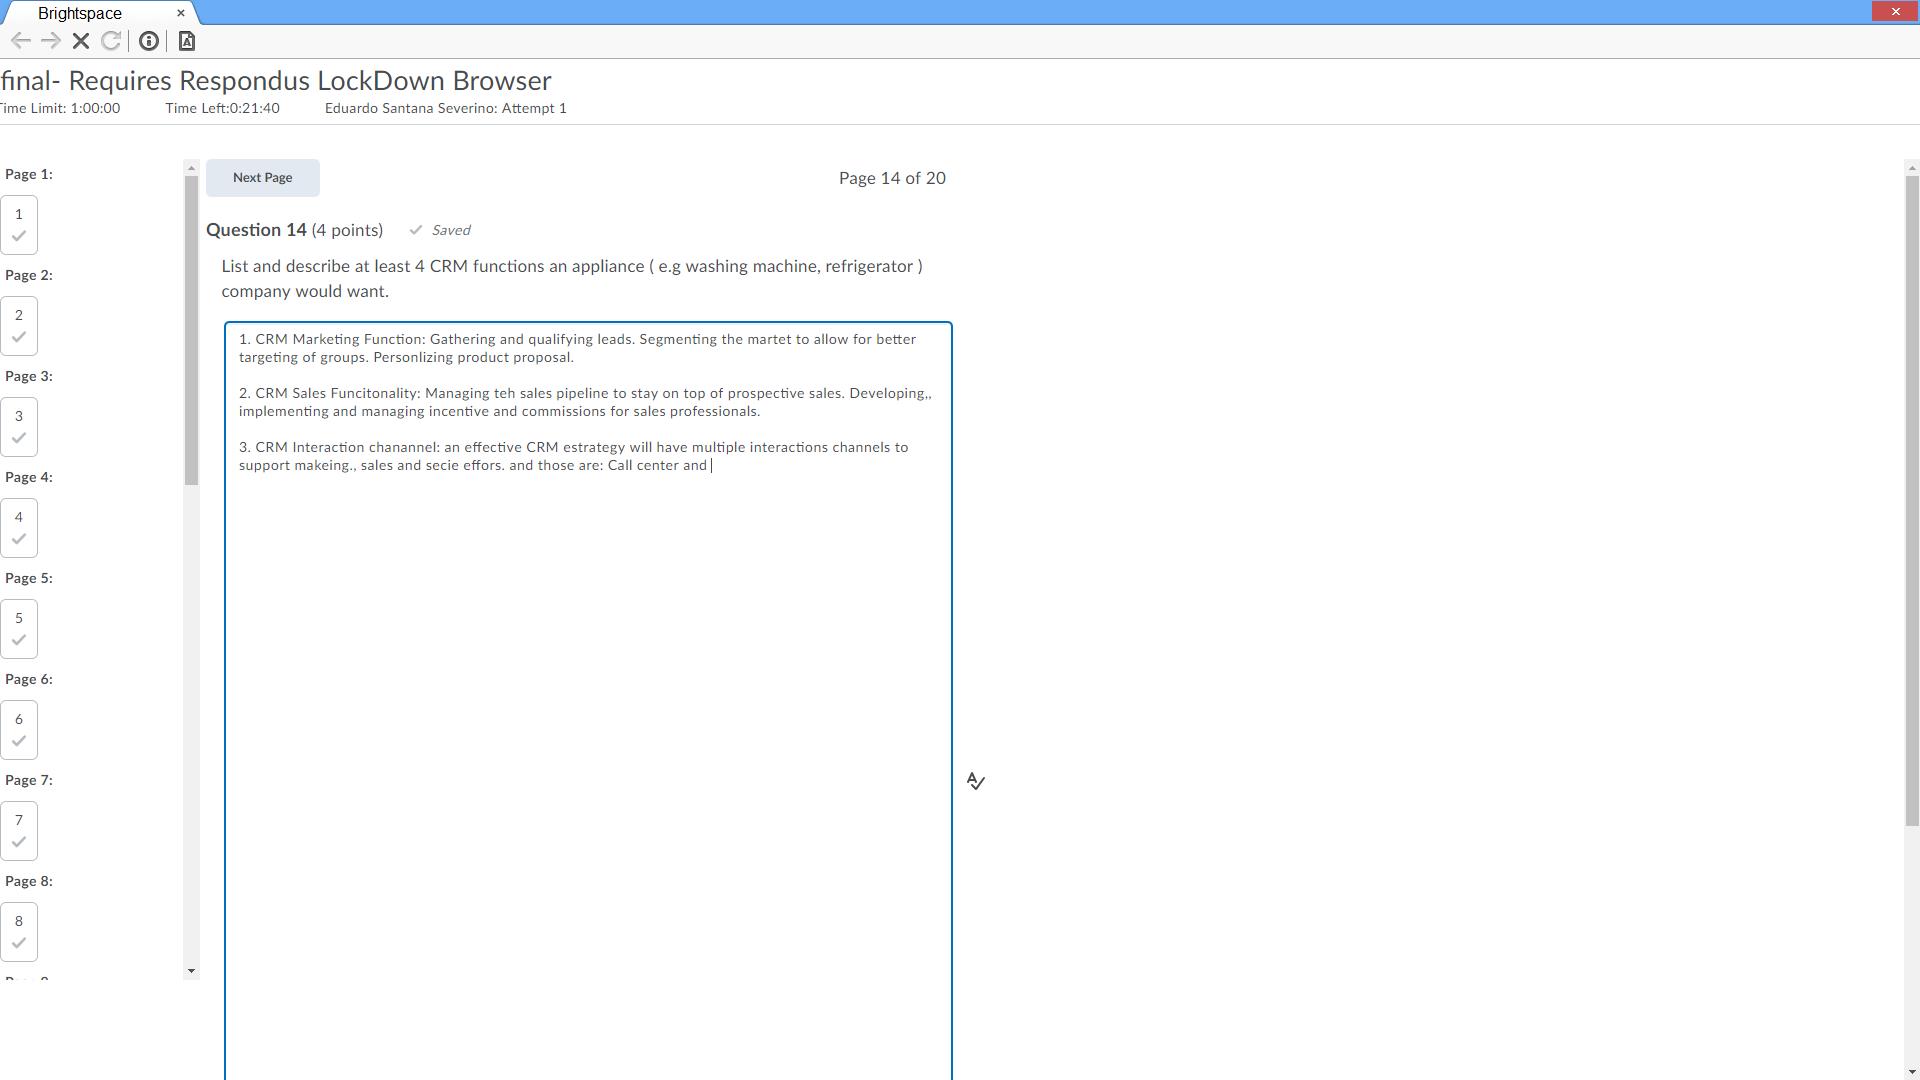 Brightspace
final- Requires Respondus LockDown Browser
Time Limit: 1:00:00 Time Left:0:21:40 Eduardo Santana Severino: Attempt 1
Page 1:
1
Page 2:
2
Page 3:
3
Page 4:
4
Page 5:
5
Page 6:
6
Page 7:
7
Page 8:
8
Next Page
Page 14 of 20
Question 14 (4 points) Saved
List and describe at least 4 CRM functions an appliance ( e.g washing machine, refrigerator )
company would want.
1. CRM Marketing Function: Gathering and qualifying leads. Segmenting the martet to allow for better
targeting of groups. Personlizing product proposal.
2. CRM Sales Funcitonality: Managing teh sales pipeline to stay on top of prospective sales. Developing,,
implementing and managing incentive and commissions for sales professionals.
3. CRM Interaction chanannel: an effective CRM estrategy will have multiple interactions channels to
support makeing., sales and secie effors. and those are: Call center and